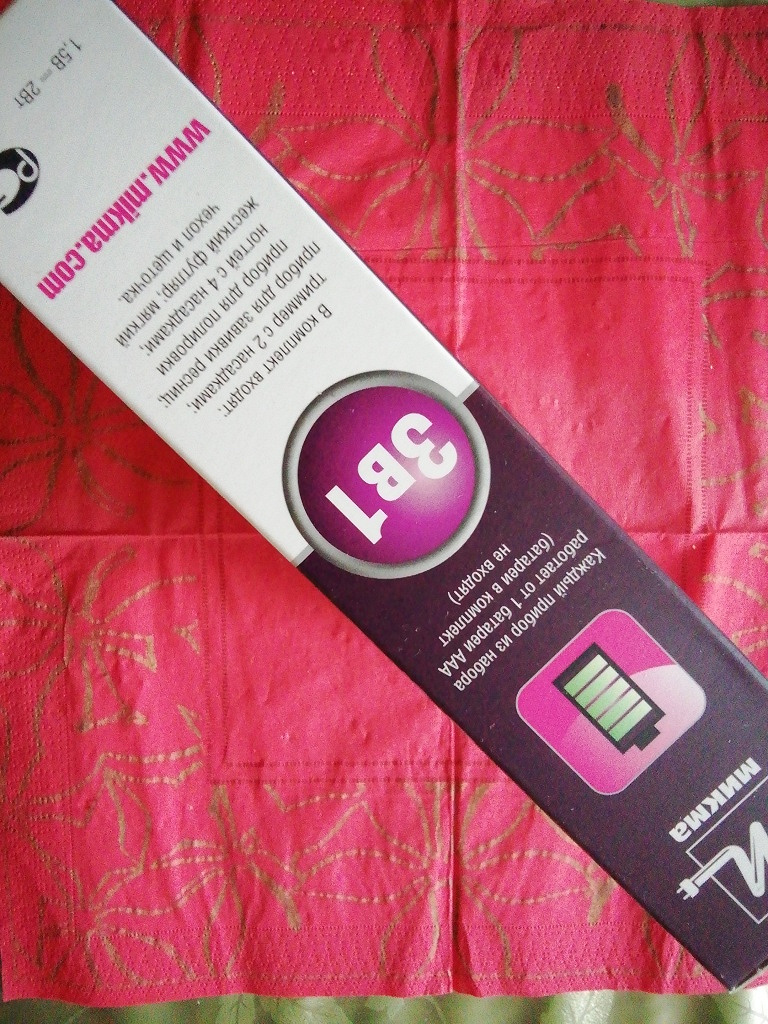 микма
Каждый прибор из набора
работает от 1 батареи ААА
(батареи в комплект
не входят)
3в1
В комплект входят:
триммер с 2 насадками;
прибор для завивки ресниц;
прибор для полировки
ногтей с 4 насадками;
жесткий футляр; мягкий
чехол и щеточка.
www.mikma.com
1,5В 2Вт